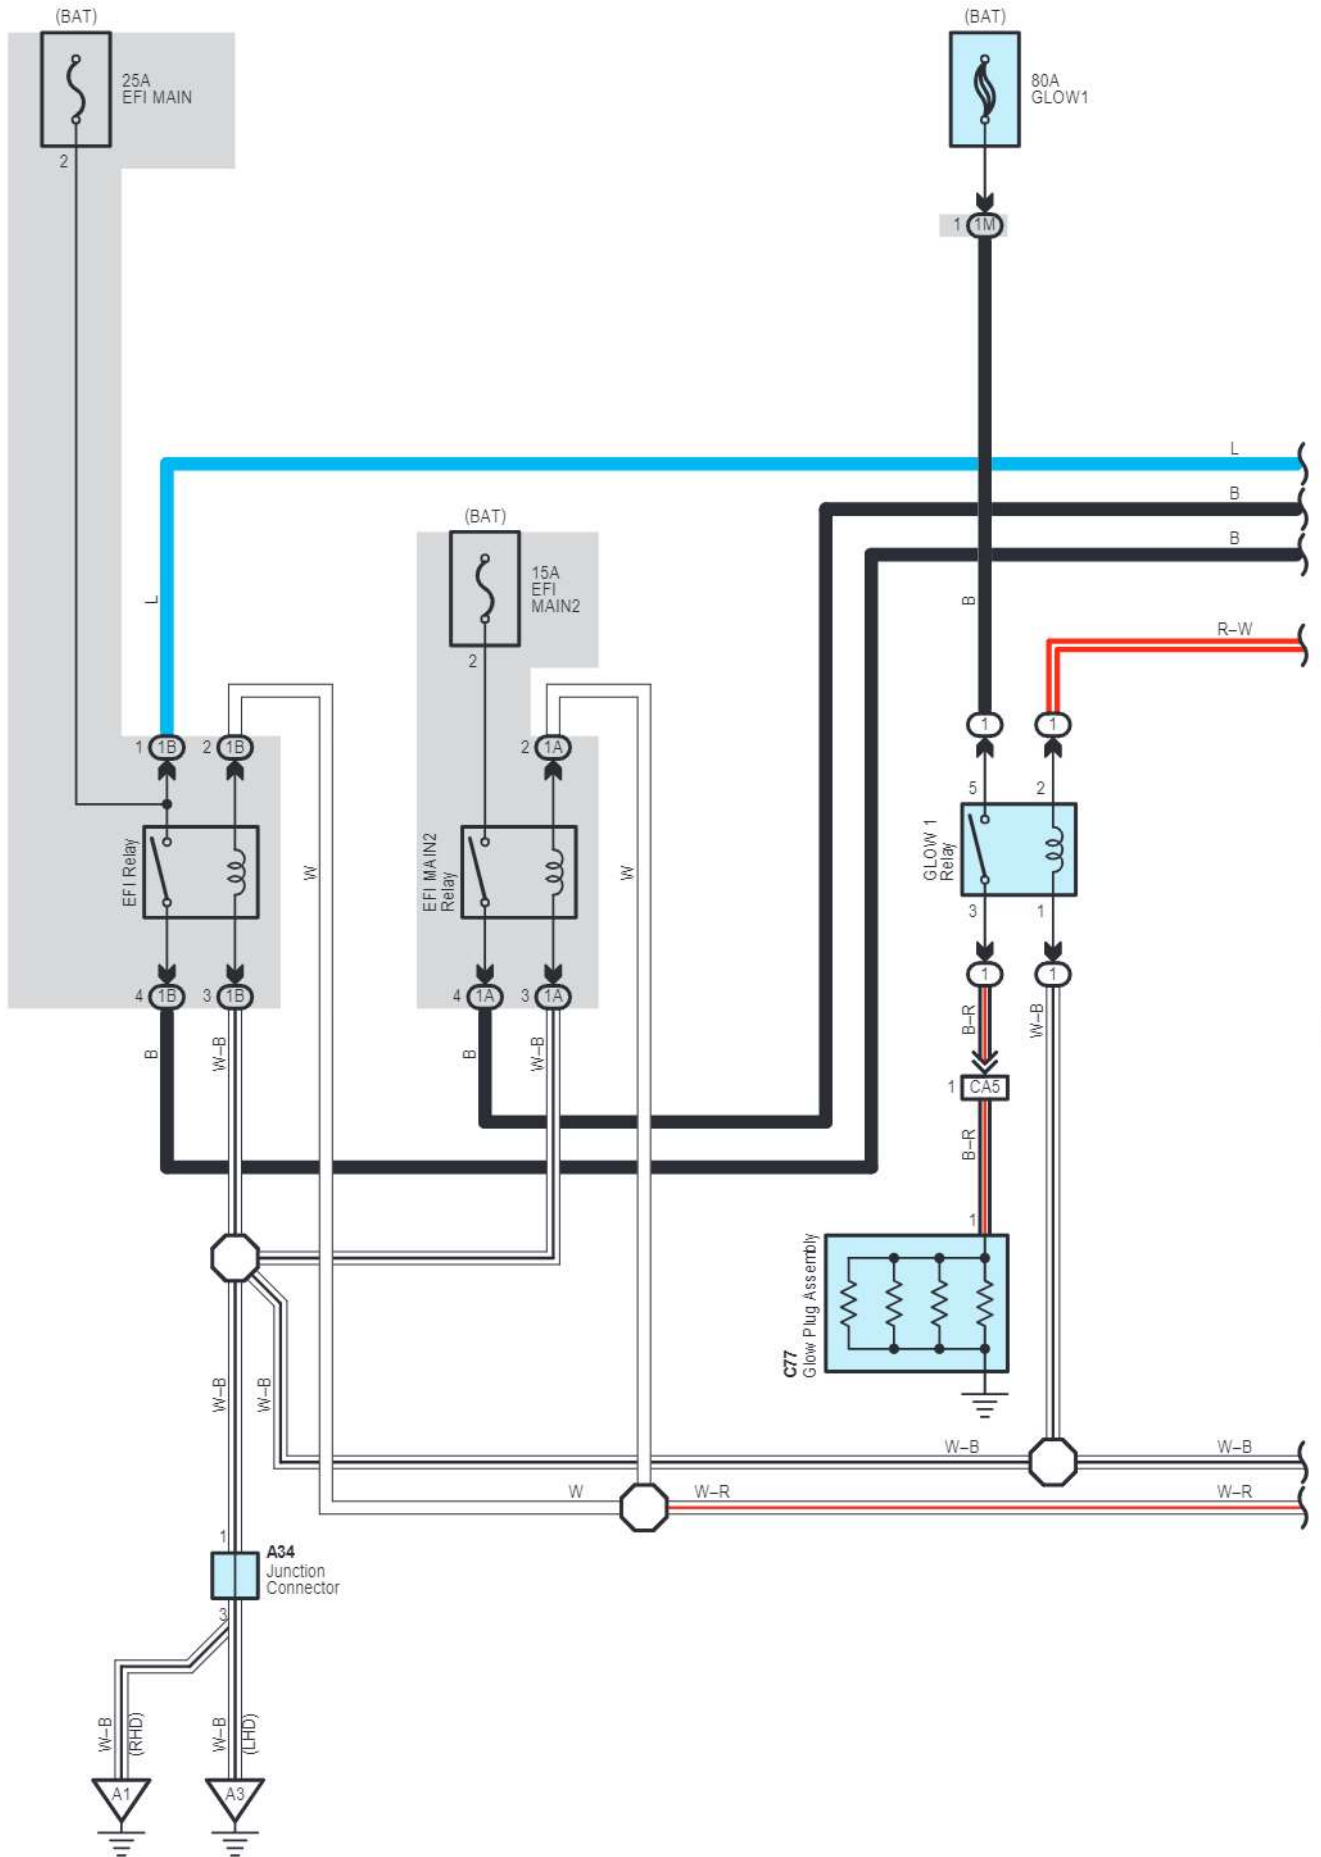 (BAT)
(BAT)
25A
EFI MAIN
80A
GLOW1
2
1 1M
L
B
(BAT)
B
15A
EFI
MAIN2
L
B
R–W
2
1 1B 2 1B
2 1A
1
1
5
2
EFI Relay
W
EFI MAIN2
Relay
W
GLOW 1
Relay
3
1
1
1
4 1B 3 1B
4 1A 3 1A
B
W–B
B
W–B
B–R
W–B
1 CA5
B–R
1
C77
Glow Plug Assembly
W–B
W–B
W–B
W–B
W
W–R
W–R
1
A34
Junction
Connector
3
W–B
(RHD)
W–B
(LHD)
A1
A3